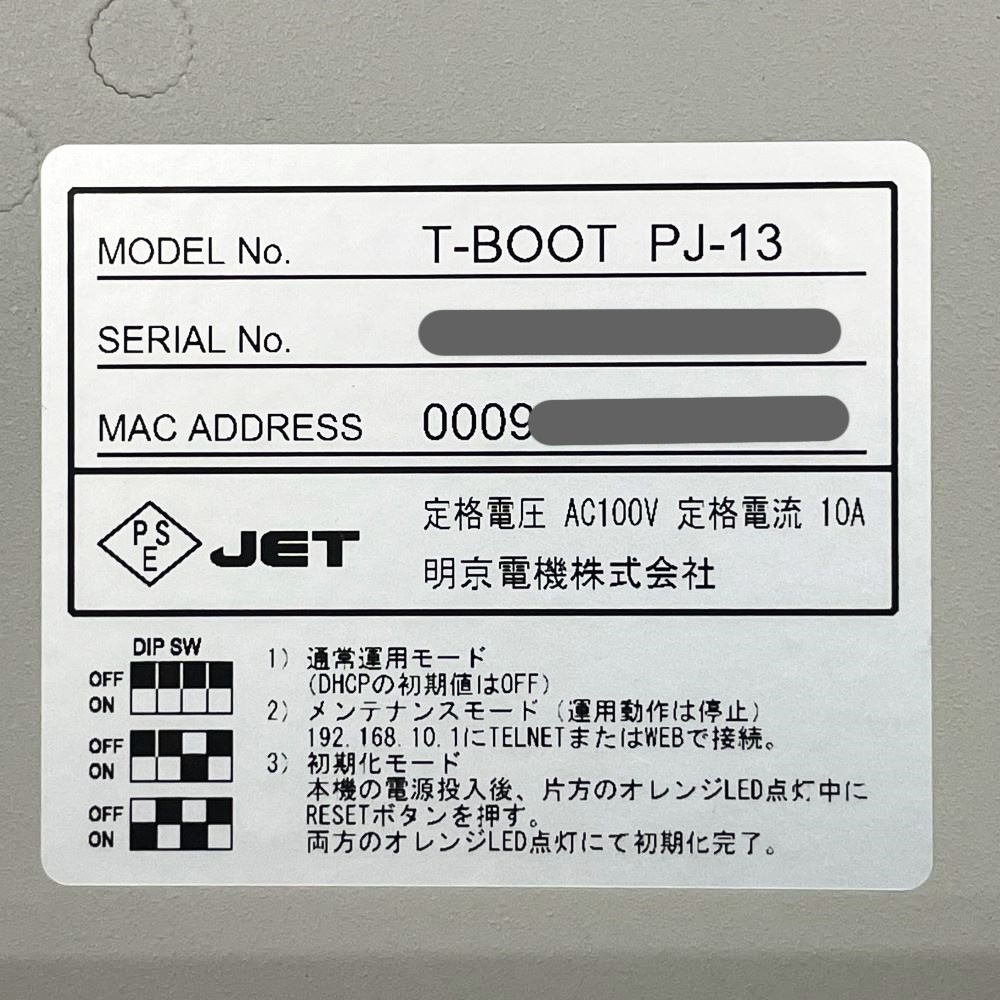 MODEL No. T-BOOT PJ-13
SERIAL No.
MAC ADDRESS 0009
PSE JET 定格電圧 AC100V 定格電流 10A
明京電機株式会社
DIP SW
OFF
ON
1) 通常運用モード
(DHCPの初期値はOFF)
OFF
ON
2) メンテナンスモード (運用動作は停止)
192.168.10.1にTELNETまたはWEBで接続。
OFF
ON
3) 初期化モード
本機の電源投入後、片方のオレンジLED点灯中に
RESETボタンを押す。
両方のオレンジLED点灯にて初期化完了。